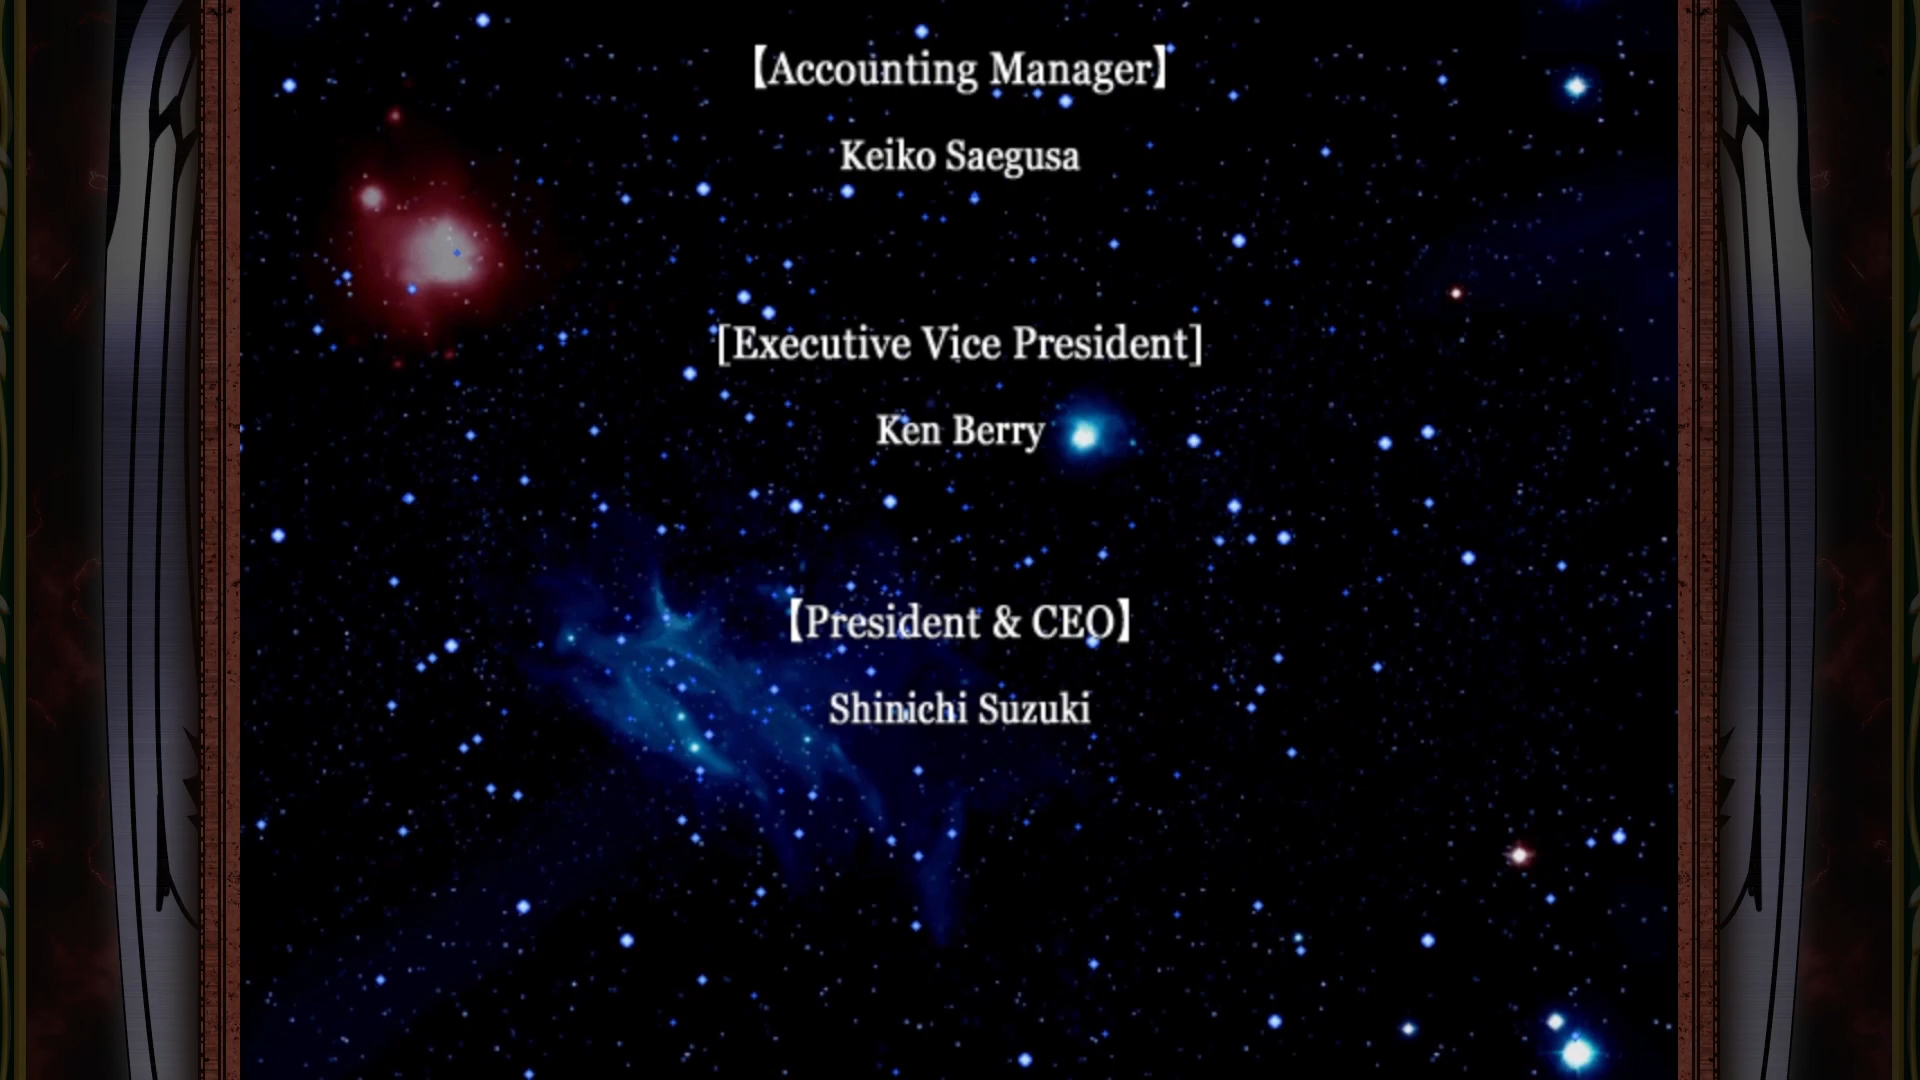 【Accounting Manager】
Keiko Saegusa
[Executive Vice President]
Ken Berry
【President & CEO】
Shinichi Suzuki